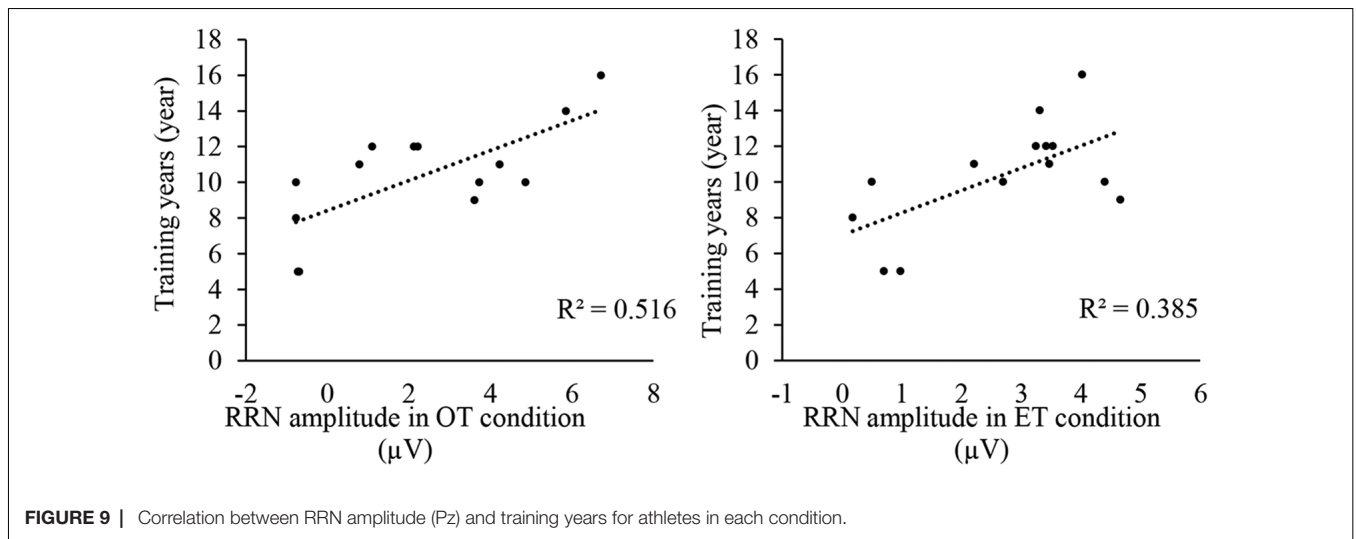 18
16
14
12
10
8
6
4
2
0
Training years (year)
R² = 0.516
-2 0 2 4 6 8
RRN amplitude in OT condition
(µV)
18
16
14
12
10
8
6
4
2
0
Training years (year)
R² = 0.385
-1 0 1 2 3 4 5 6
RRN amplitude in ET condition
(µV)
FIGURE 9 | Correlation between RRN amplitude (Pz) and training years for athletes in each condition.